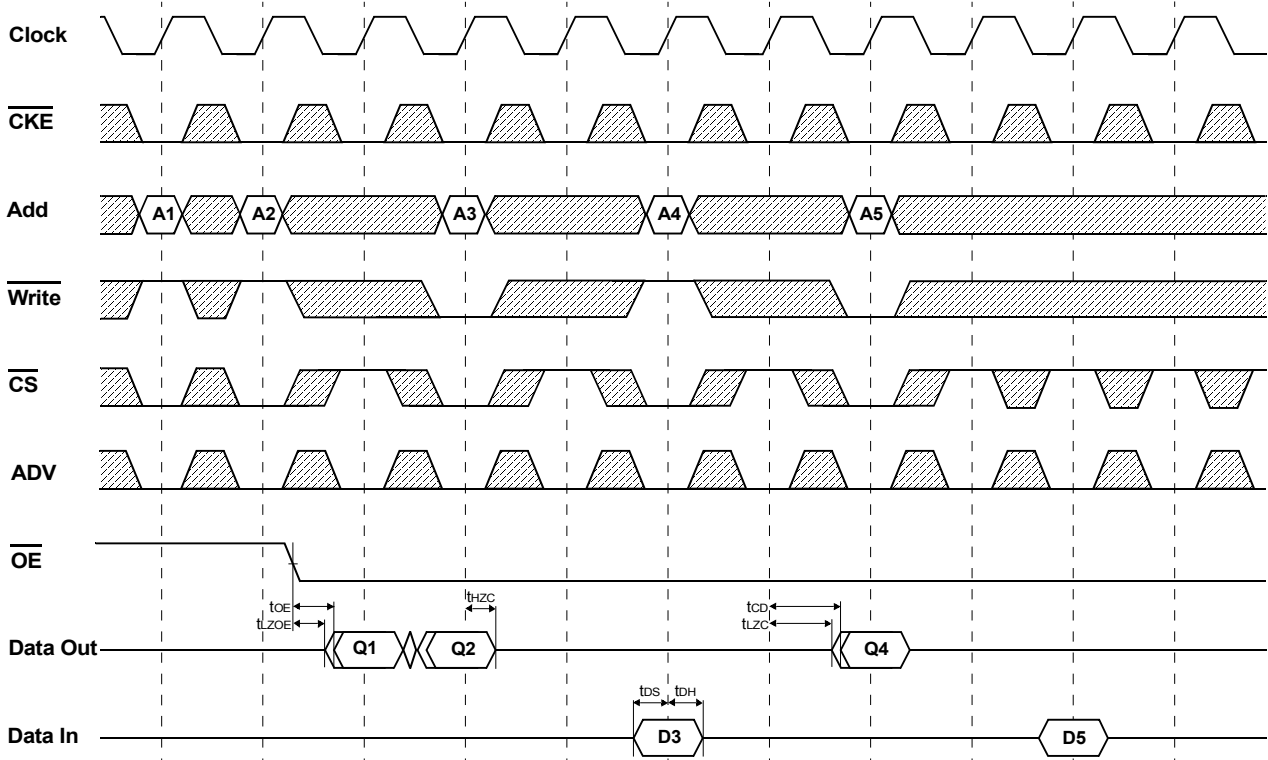 Clock
CKE
Add
A1 A2 A3 A4 A5
Write
CS
ADV
OE
tOE tHZC tCD
tLZOE tLZC
Data Out Q1 Q2 Q4
tDS tDH
Data In D3 D5